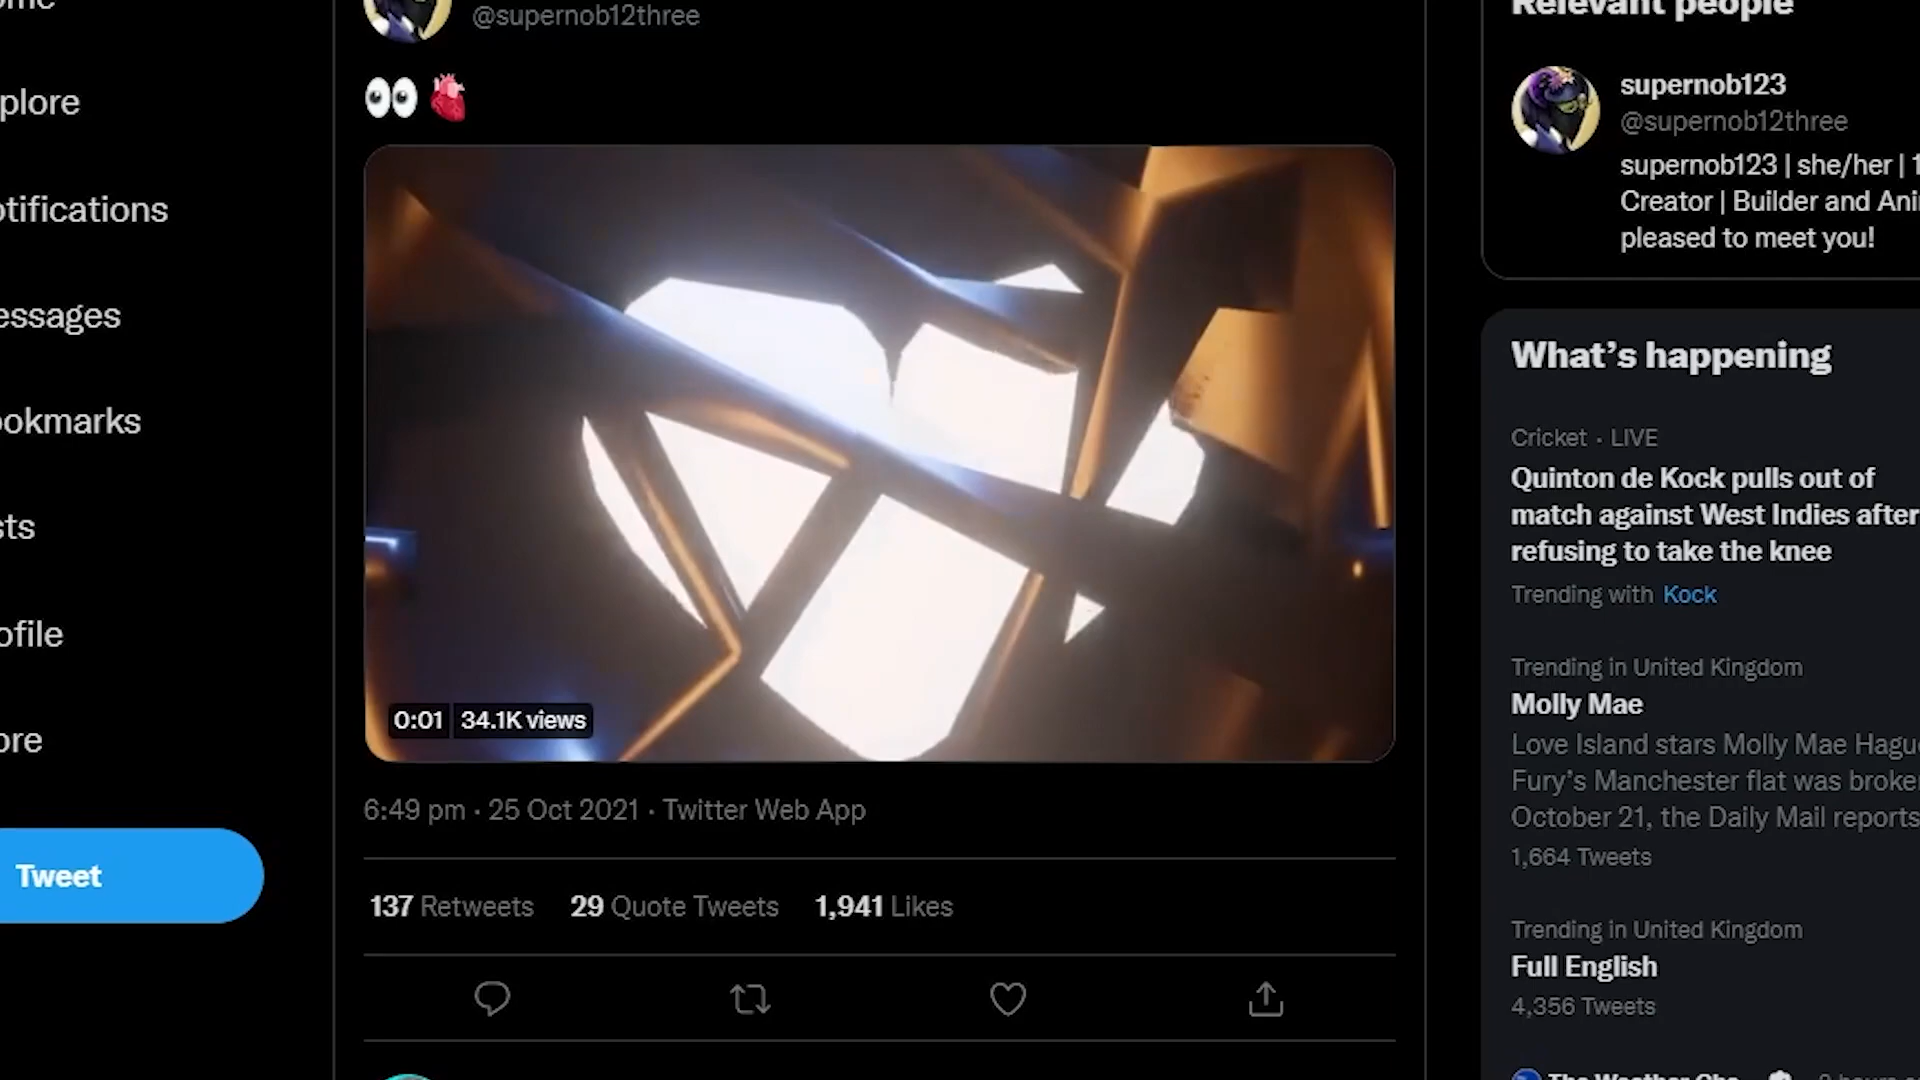 ome
@supernob12three
Relevant people
plore
otifications
essages
ookmarks
sts
ofile
ore
Tweet
0:01 34.1K views
6:49 pm · 25 Oct 2021 · Twitter Web App
137 Retweets 29 Quote Tweets 1,941 Likes
supernob123
@supernob12three
supernob123 | she/her | 1
Creator | Builder and Ani
pleased to meet you!
What's happening
Cricket · LIVE
Quinton de Kock pulls out of
match against West Indies after
refusing to take the knee
Trending with Kock
Trending in United Kingdom
Molly Mae
Love Island stars Molly Mae Hagu
Fury's Manchester flat was broke
October 21, the Daily Mail reports
1,664 Tweets
Trending in United Kingdom
Full English
4,356 Tweets